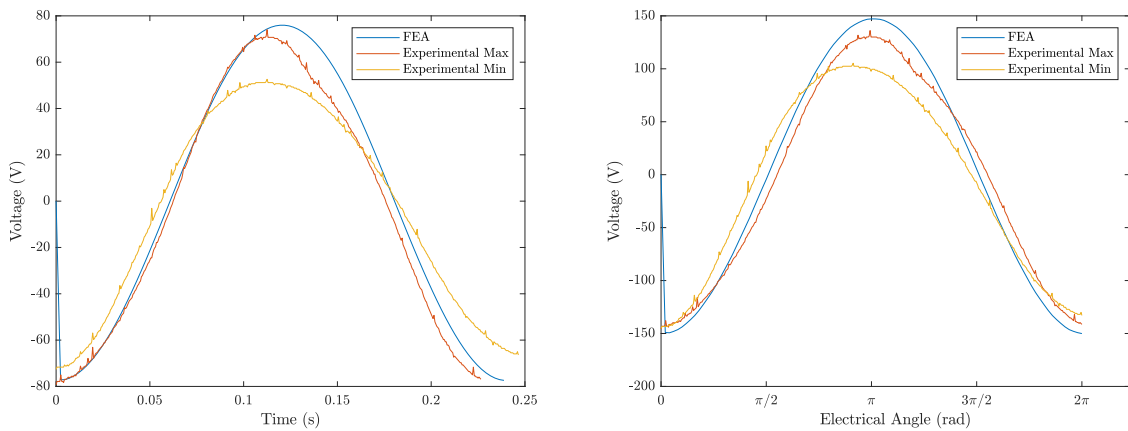 80
60
40
20
0
-20
-40
-60
-80
Voltage (V)
0
0.05
0.1
0.15
0.2
0.25
Time (s)
FEA
Experimental Max
Experimental Min
150
100
50
0
-50
-100
-150
-200
Voltage (V)
0
π/2
π
3π/2
2π
Electrical Angle (rad)
FEA
Experimental Max
Experimental Min